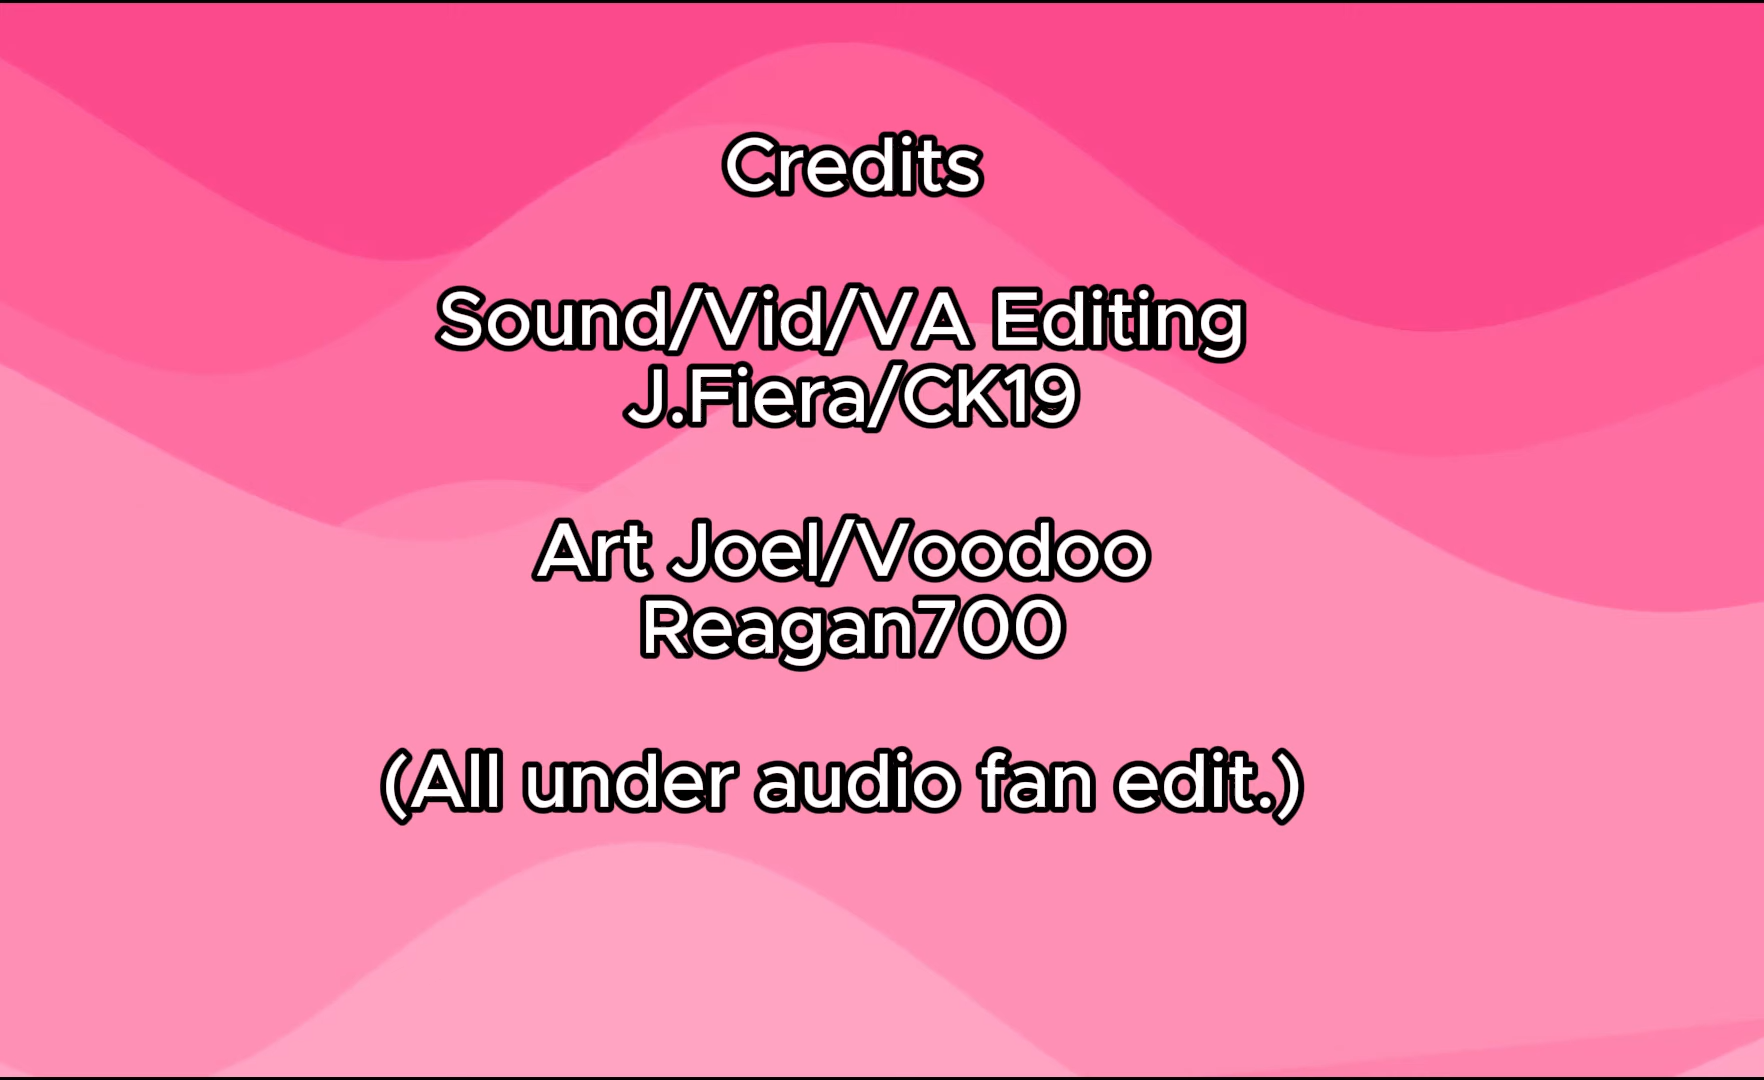 Credits
Sound/Vid/VA Editing
J.Fiera/CK19
Art Joel/Voodoo
Reagan700
(All under audio fan edit.)